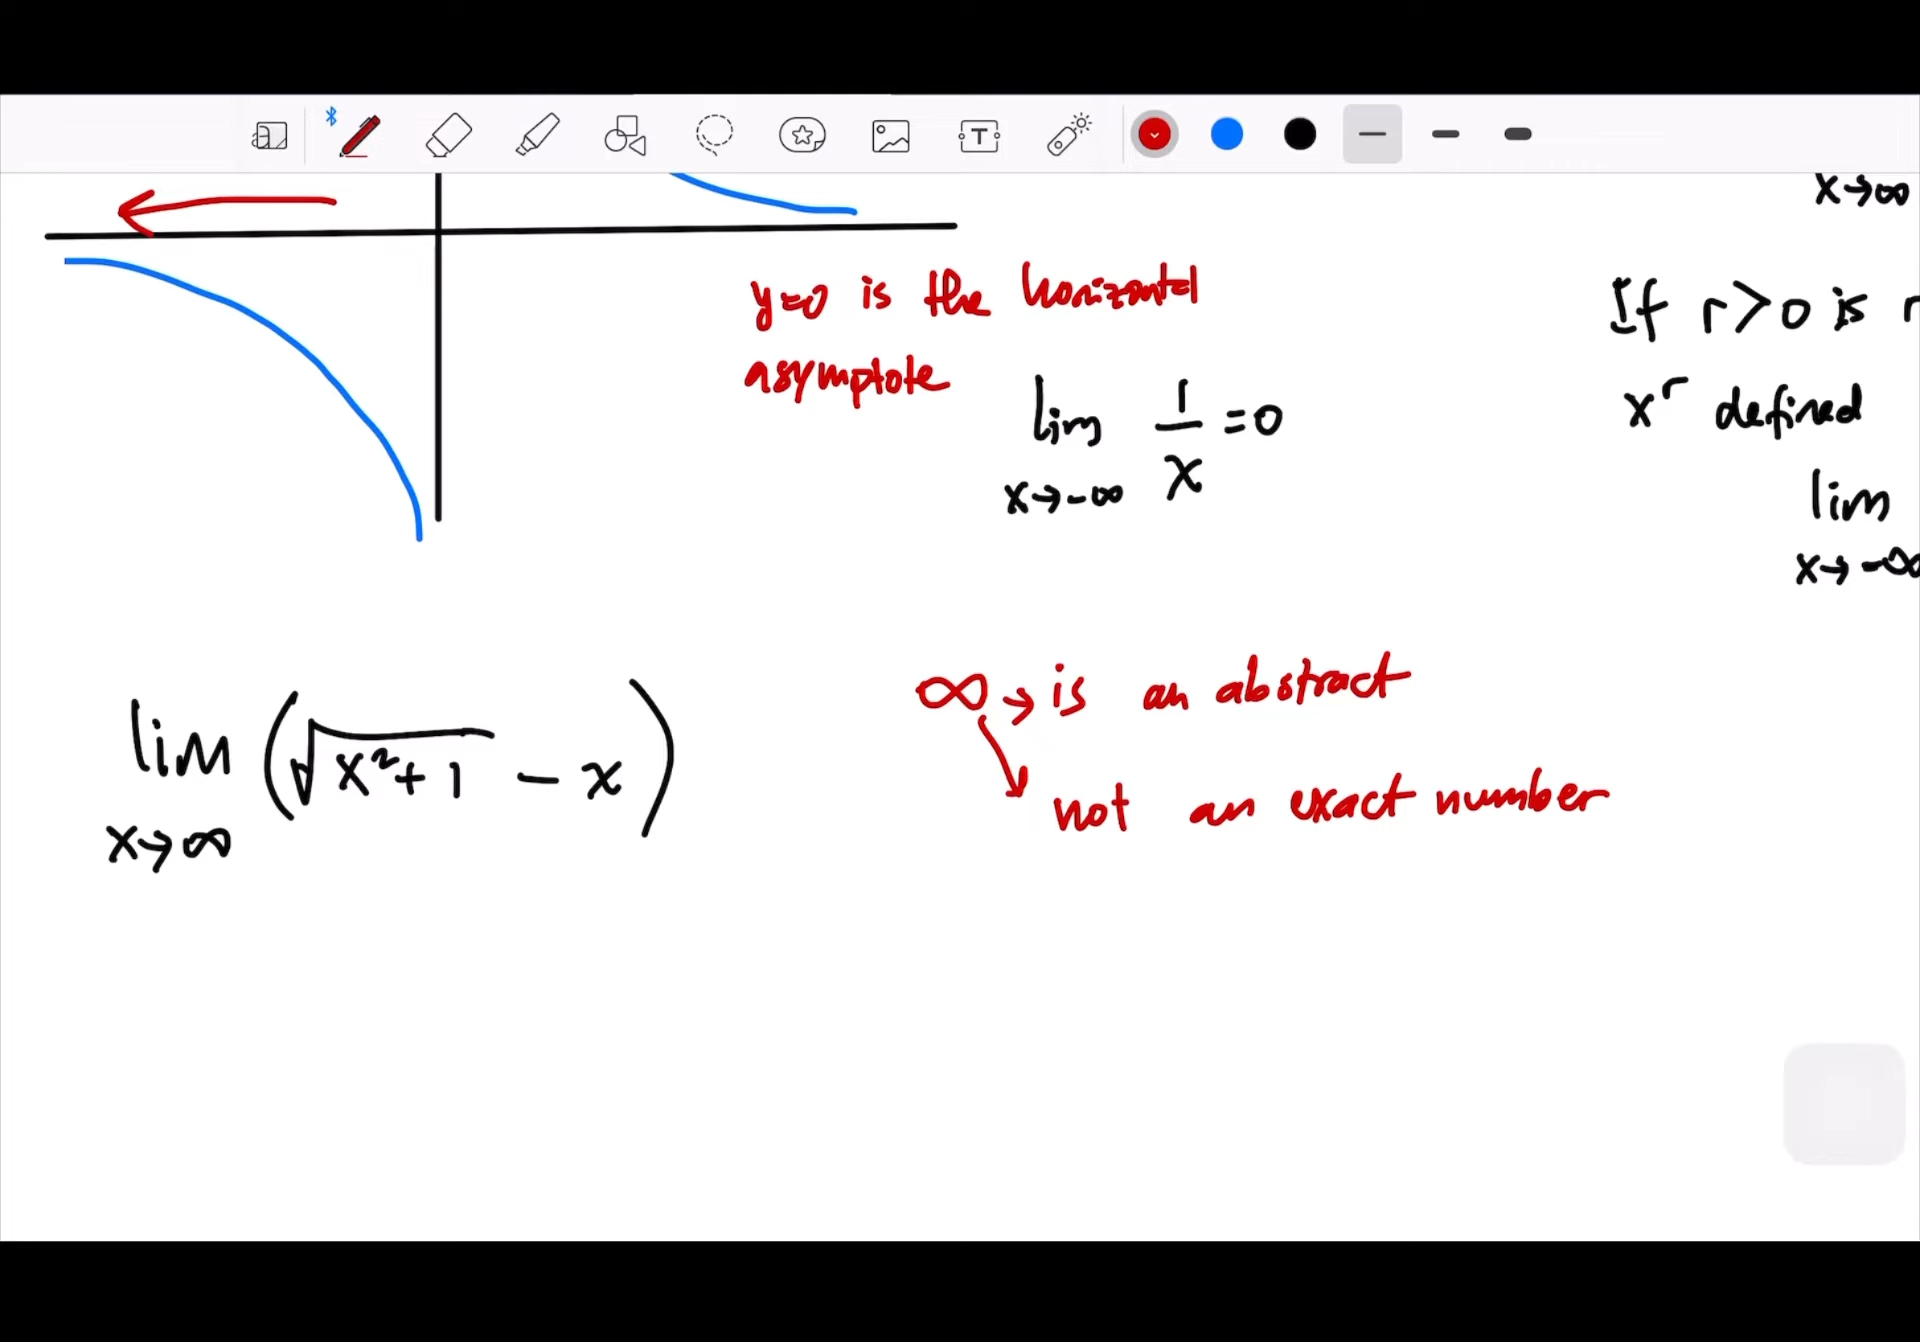 x→∞
y=0 is the horizontal
asymptote
lim 1/x =0
x→-∞
If r>0 is r
xʳ defined
lim
x→-∞
lim (√(x²+1) - x)
x→∞
∞ → is an abstract
not an exact number